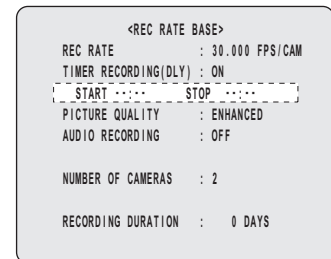 <REC RATE BASE>
REC RATE : 30.000 FPS/CAM
TIMER RECORDING(DLY) : ON
START --:-- STOP --:--
PICTURE QUALITY : ENHANCED
AUDIO RECORDING : OFF
NUMBER OF CAMERAS : 2
RECORDING DURATION : 0 DAYS